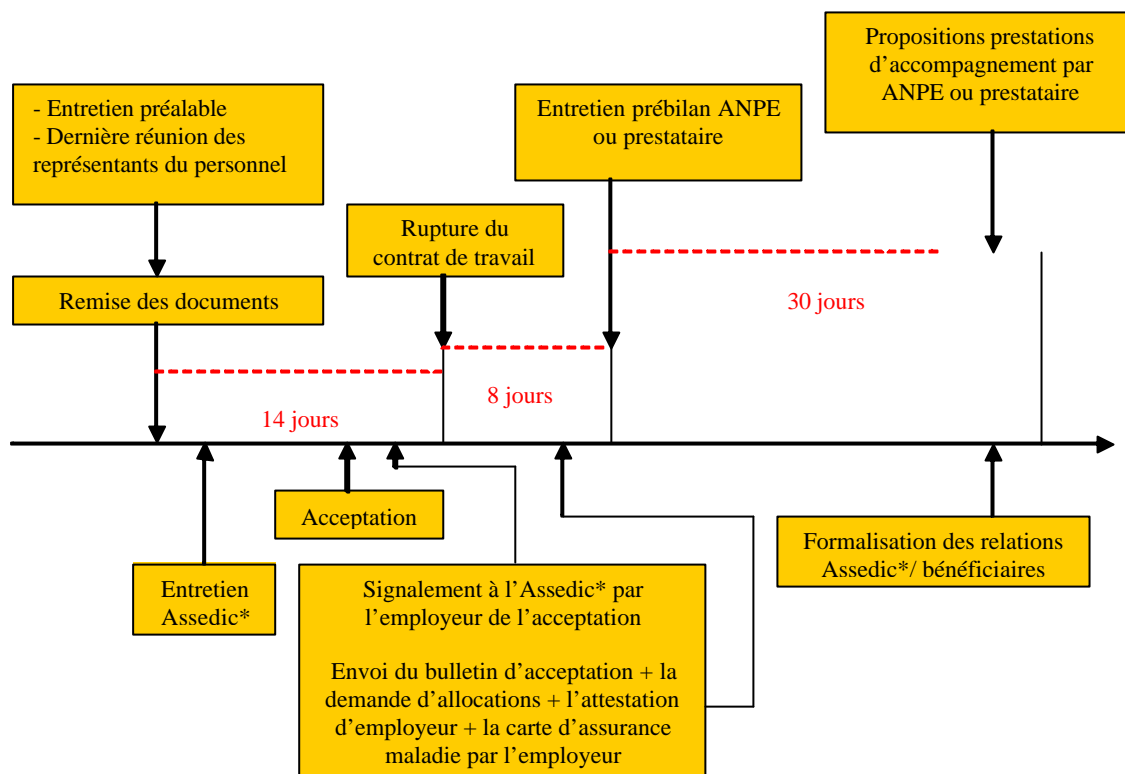 Propositions prestations
d’accompagnement par
ANPE ou prestataire
- Entretien préalable
- Dernière réunion des
représentants du personnel
Entretien prébilan ANPE
ou prestataire
Rupture du
contrat de travail
Remise des documents
30 jours
8 jours
14 jours
Acceptation
Entretien
Assedic*
Signalement à l’Assedic* par
l’employeur de l’acceptation
Envoi du bulletin d’acceptation + la
demande d’allocations + l’attestation
d’employeur + la carte d’assurance
maladie par l’employeur
Formalisation des relations
Assedic*/ bénéficiaires